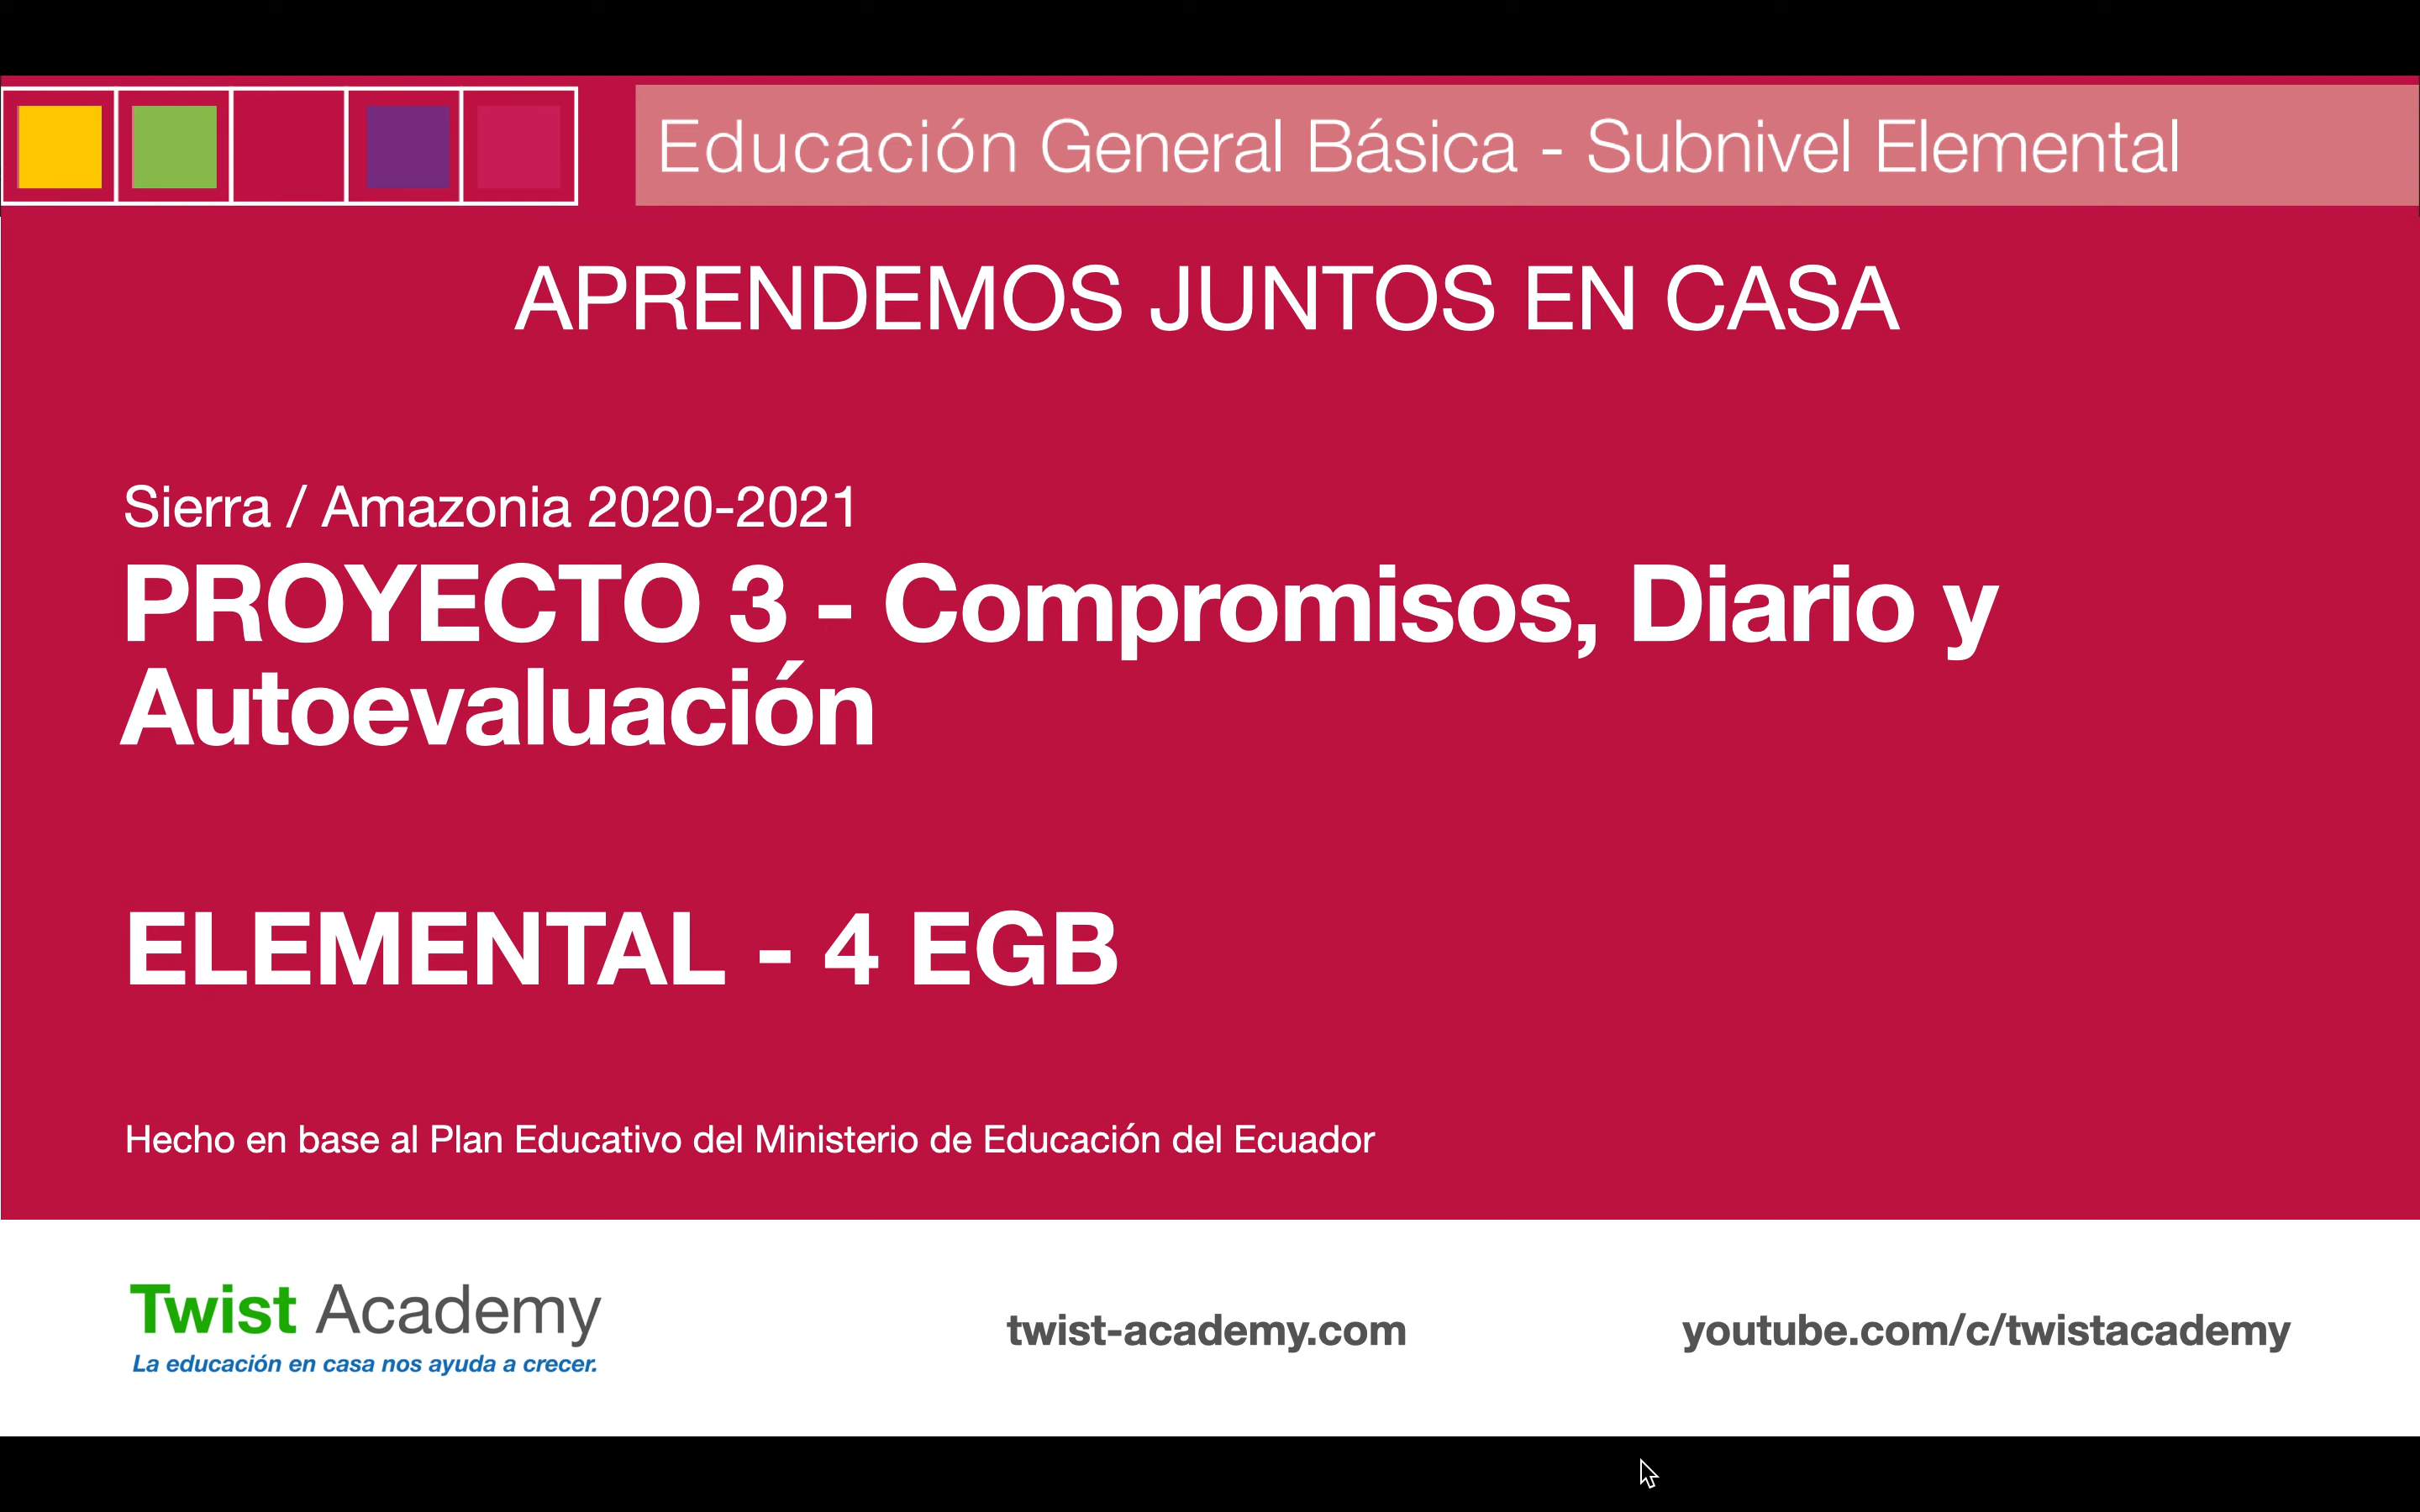 Educación General Básica - Subnivel Elemental
APRENDEMOS JUNTOS EN CASA
Sierra / Amazonia 2020-2021
PROYECTO 3 - Compromisos, Diario y
Autoevaluación
ELEMENTAL - 4 EGB
Hecho en base al Plan Educativo del Ministerio de Educación del Ecuador
Twist Academy
La educación en casa nos ayuda a crecer.
twist-academy.com
youtube.com/c/twistacademy